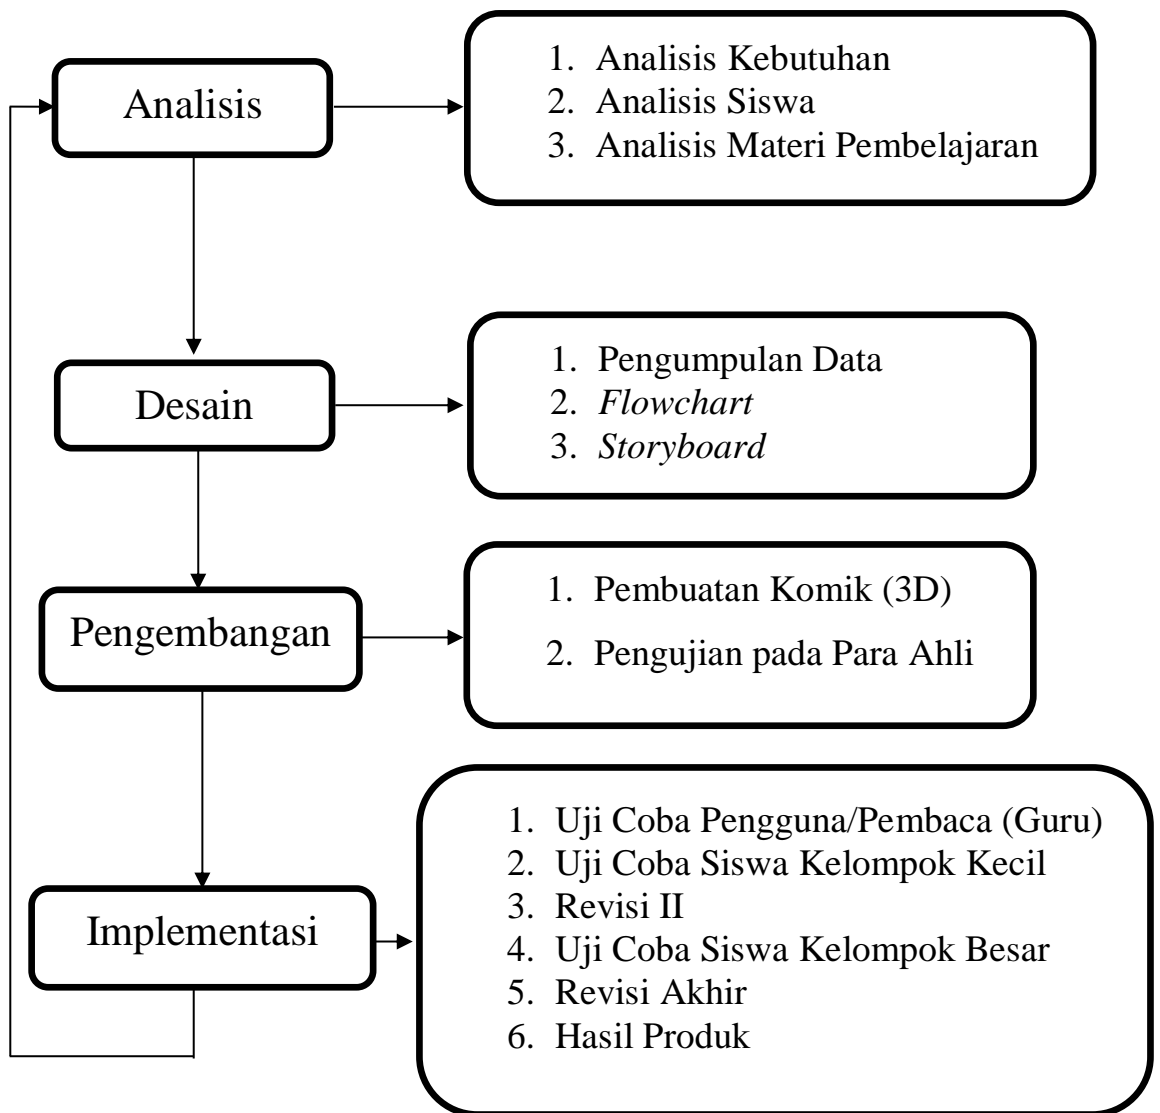 Analisis
1. Analisis Kebutuhan
2. Analisis Siswa
3. Analisis Materi Pembelajaran
Desain
1. Pengumpulan Data
2. Flowchart
3. Storyboard
Pengembangan
1. Pembuatan Komik (3D)
2. Pengujian pada Para Ahli
Implementasi
1. Uji Coba Pengguna/Pembaca (Guru)
2. Uji Coba Siswa Kelompok Kecil
3. Revisi II
4. Uji Coba Siswa Kelompok Besar
5. Revisi Akhir
6. Hasil Produk